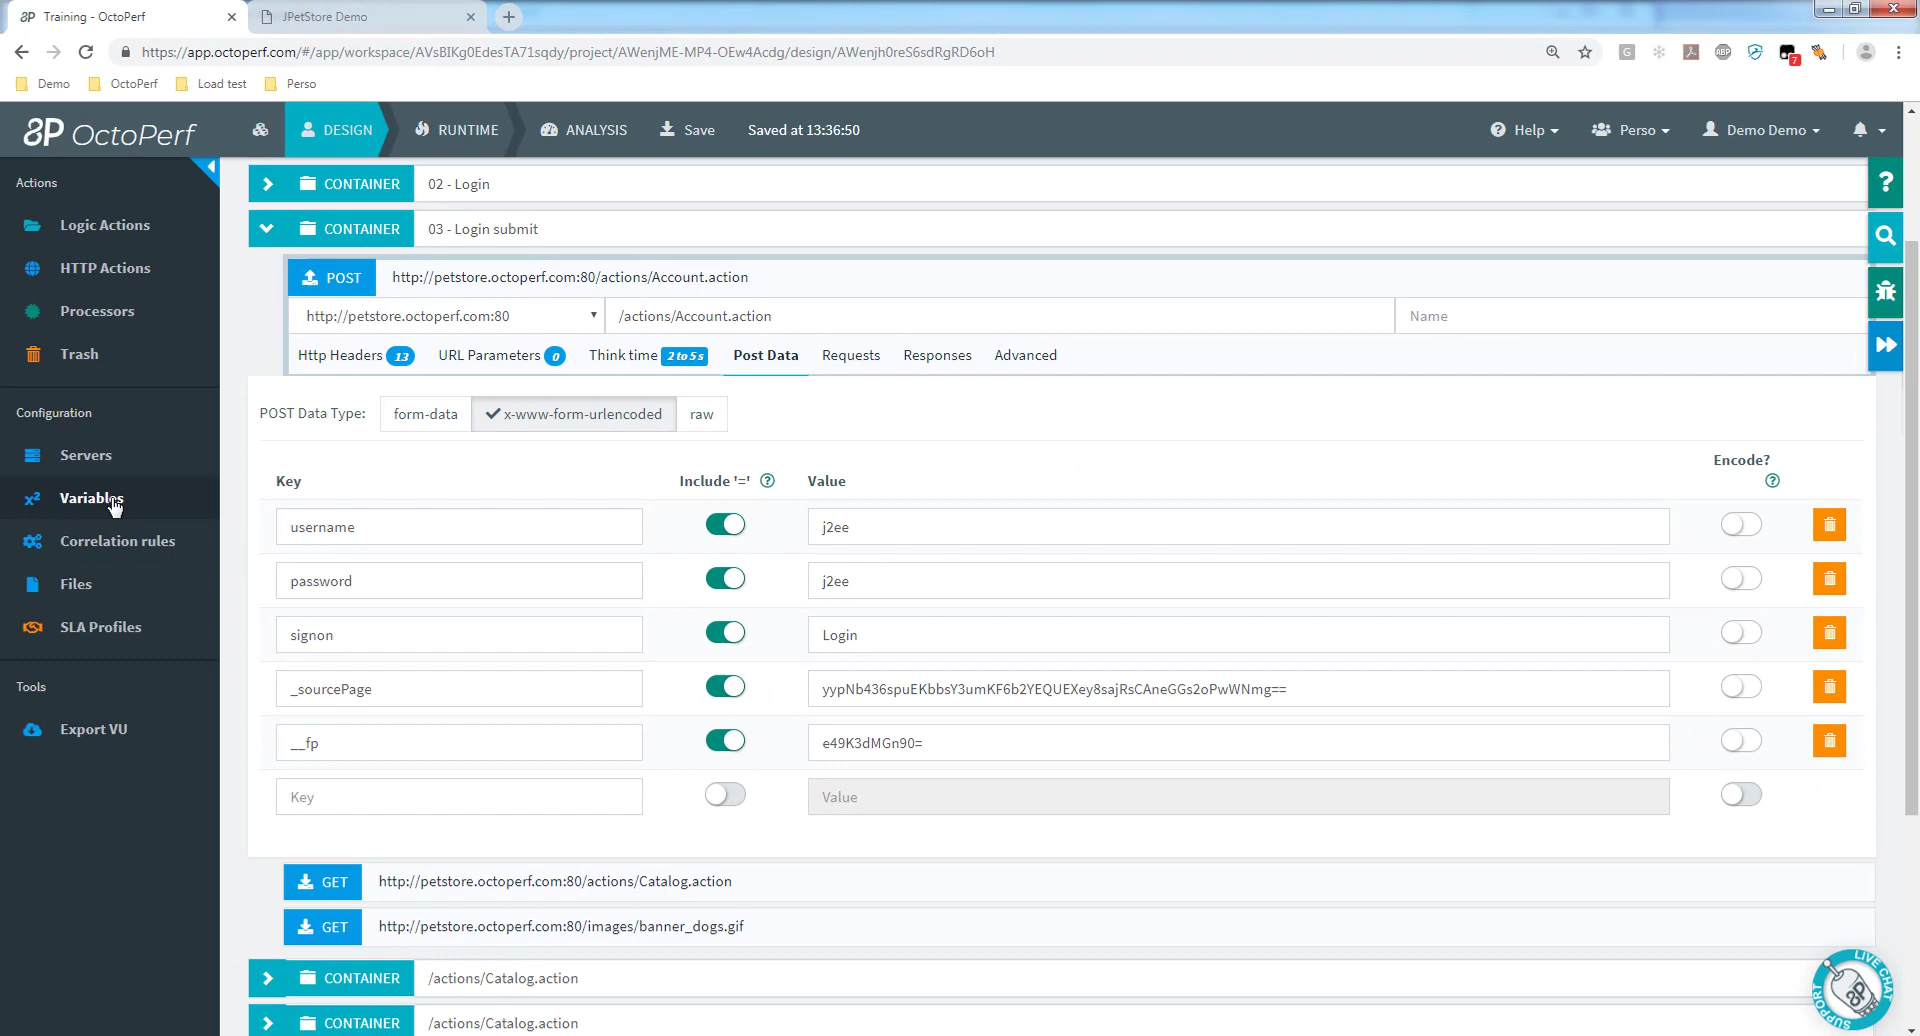 Training - OctoPerf
JPetStore Demo
https://app.octoperf.com/#/app/workspace/AVsBIKg0EdesTA71sqdy/project/AWenjME-MP4-OEw4Acdg/design/AWenjh0reS6sdRgRD6oH
Demo OctoPerf Load test Perso
OctoPerf DESIGN RUNTIME ANALYSIS Save Saved at 13:36:50 Help Perso Demo Demo
Actions
Logic Actions
HTTP Actions
Processors
Trash
Configuration
Servers
Variables
Correlation rules
Files
SLA Profiles
Tools
Export VU
CONTAINER 02 - Login
CONTAINER 03 - Login submit
POST http://petstore.octoperf.com:80/actions/Account.action
http://petstore.octoperf.com:80 /actions/Account.action Name
Http Headers 13 URL Parameters 0 Think time 2 to 5 s Post Data Requests Responses Advanced
POST Data Type: form-data x-www-form-urlencoded raw
Key Include '=' ? Value Encode? ?
username j2ee
password j2ee
signon Login
_sourcePage yypNb436spuEKbbsY3umKF6b2YEQUEXey8sajRsCAneGGs2oPwWNmg==
__fp e49K3dMGn90=
Key Value
GET http://petstore.octoperf.com:80/actions/Catalog.action
GET http://petstore.octoperf.com:80/images/banner_dogs.gif
CONTAINER /actions/Catalog.action
CONTAINER /actions/Catalog.action
LIVE CHAT SUPPORT